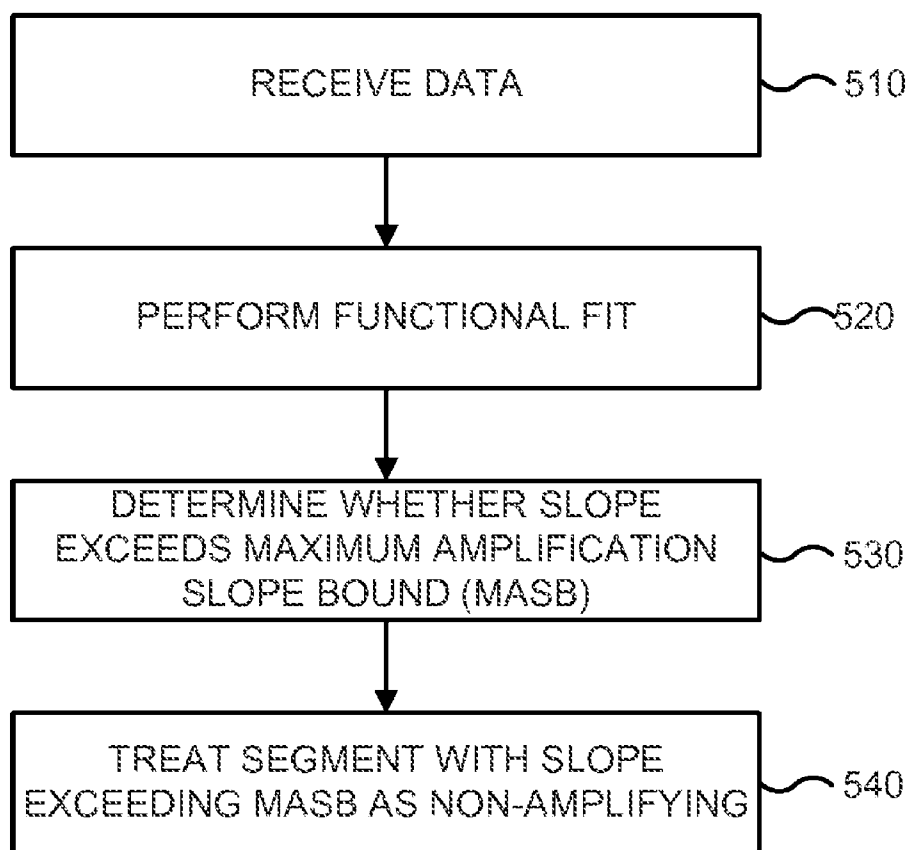 RECEIVE DATA
510
PERFORM FUNCTIONAL FIT
520
DETERMINE WHETHER SLOPE
EXCEEDS MAXIMUM AMPLIFICATION
SLOPE BOUND (MASB)
530
TREAT SEGMENT WITH SLOPE
EXCEEDING MASB AS NON-AMPLIFYING
540